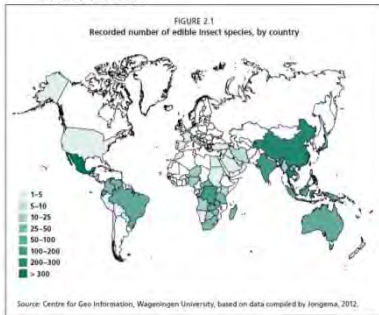 FIGURE 2.1
Recorded number of edible insect species, by country
1–5
5–10
10–25
25–50
50–100
100–200
200–300
> 300
Source: Centre for Geo Information, Wageningen University, based on data compiled by Jongema, 2012.